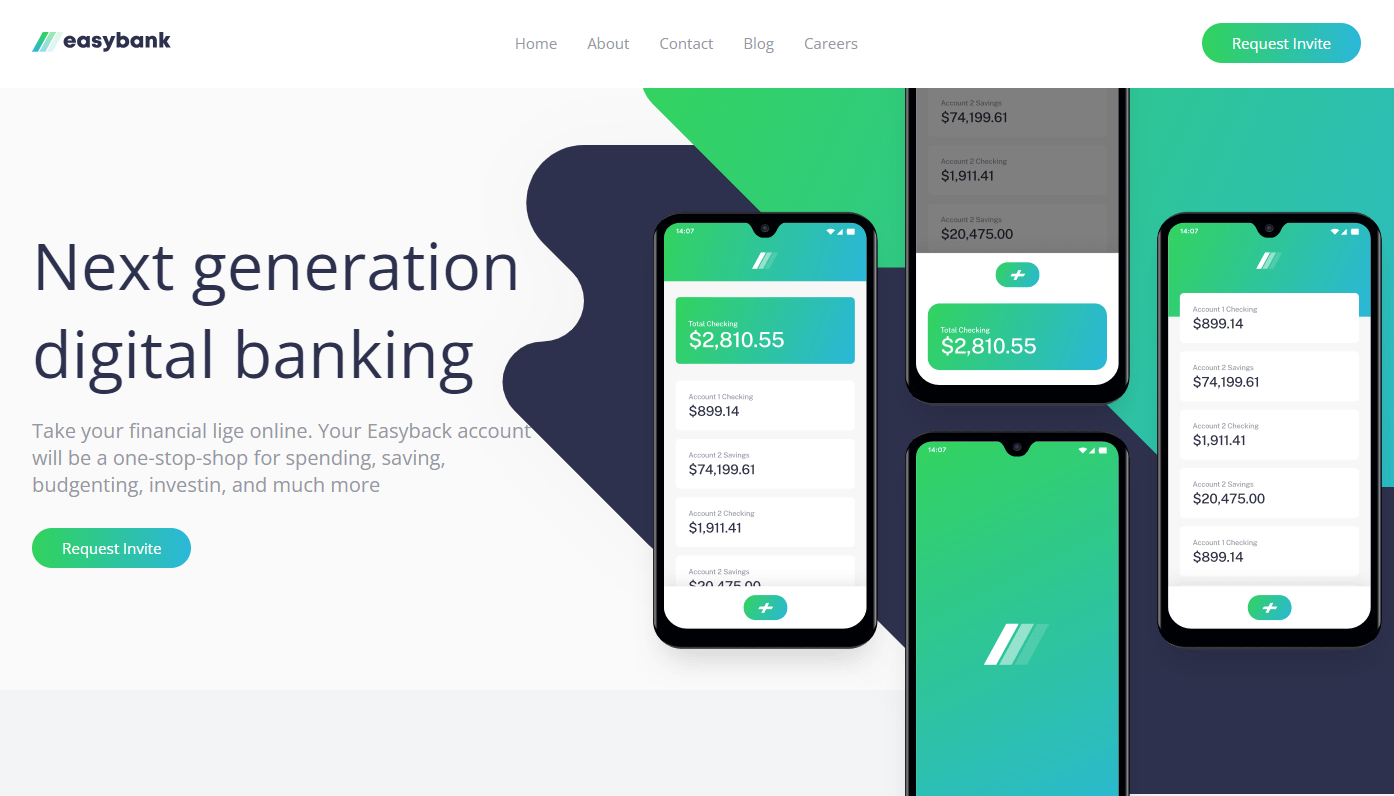 easybank
Home
About
Contact
Blog
Careers
Request Invite
Next generation
digital banking
Take your financial lige online. Your Easyback account
will be a one-stop-shop for spending, saving,
budgenting, investin, and much more
Request Invite
14:07
Total Checking
$2,810.55
Account 1 Checking
$899.14
Account 2 Savings
$74,199.61
Account 2 Checking
$1,911.41
Account 2 Savings
$20,475.00
Account 2 Savings
$74,199.61
Account 2 Checking
$1,911.41
Account 2 Savings
$20,475.00
Total Checking
$2,810.55
14:07
14:07
Account 1 Checking
$899.14
Account 2 Savings
$74,199.61
Account 2 Checking
$1,911.41
Account 2 Savings
$20,475.00
Account 1 Checking
$899.14